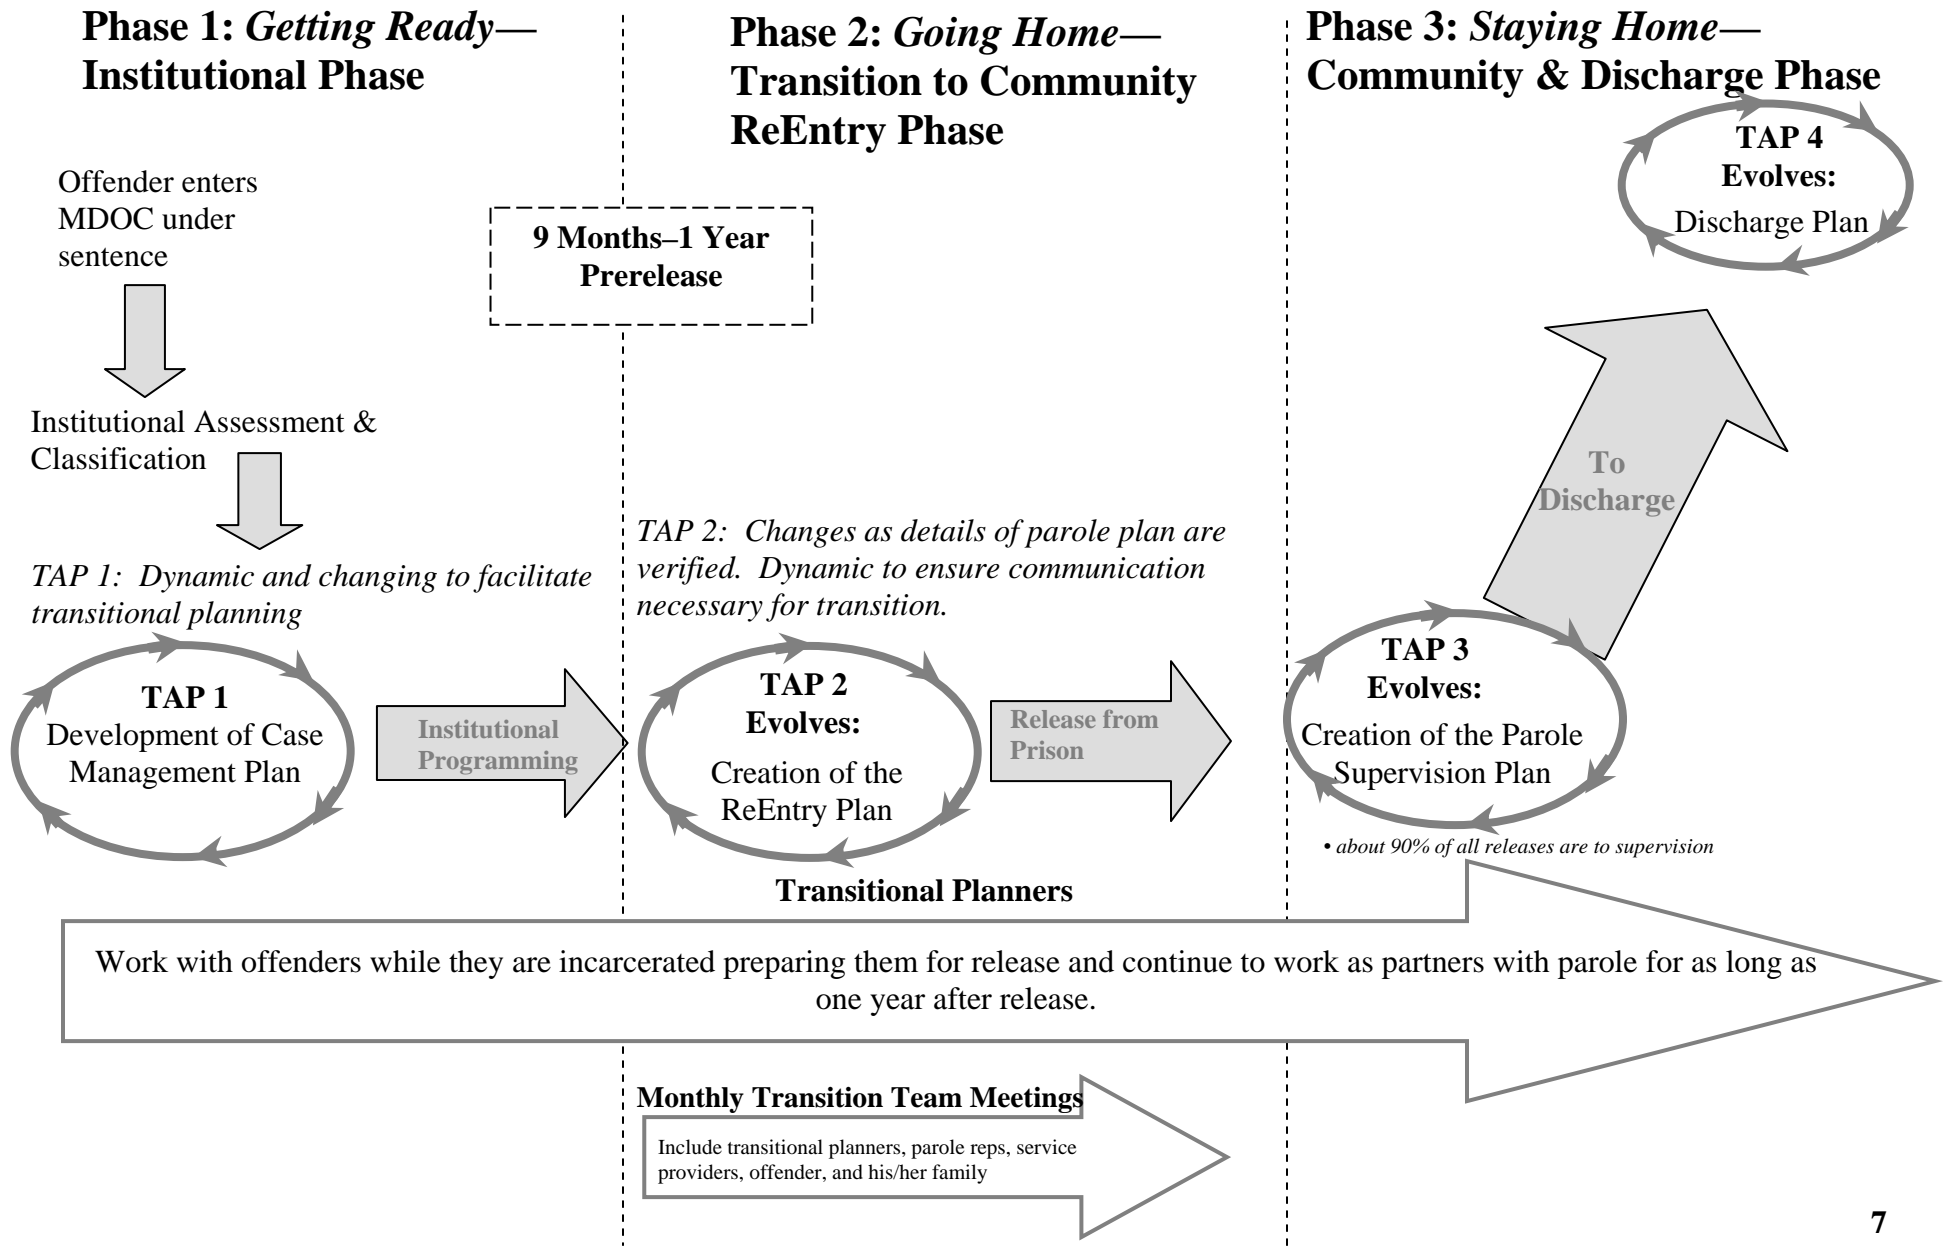 Phase 1: Getting Ready—
Institutional Phase
Offender enters
MDOC under
sentence
Institutional Assessment &
Classification
TAP 1:  Dynamic and changing to facilitate
transitional planning
TAP 1
Development of Case
Management Plan
Institutional
Programming
9 Months–1 Year
Prerelease
Phase 2: Going Home—
Transition to Community
ReEntry Phase
TAP 2:  Changes as details of parole plan are
verified.  Dynamic to ensure communication
necessary for transition.
TAP 2
Evolves:
Creation of the
ReEntry Plan
Release from
Prison
Phase 3: Staying Home—
Community & Discharge Phase
TAP 4
Evolves:
Discharge Plan
To
Discharge
TAP 3
Evolves:
Creation of the Parole
Supervision Plan
• about 90% of all releases are to supervision
Transitional Planners
Work with offenders while they are incarcerated preparing them for release and continue to work as partners with parole for as long as
one year after release.
Monthly Transition Team Meetings
Include transitional planners, parole reps, service
providers, offender, and his/her family
7